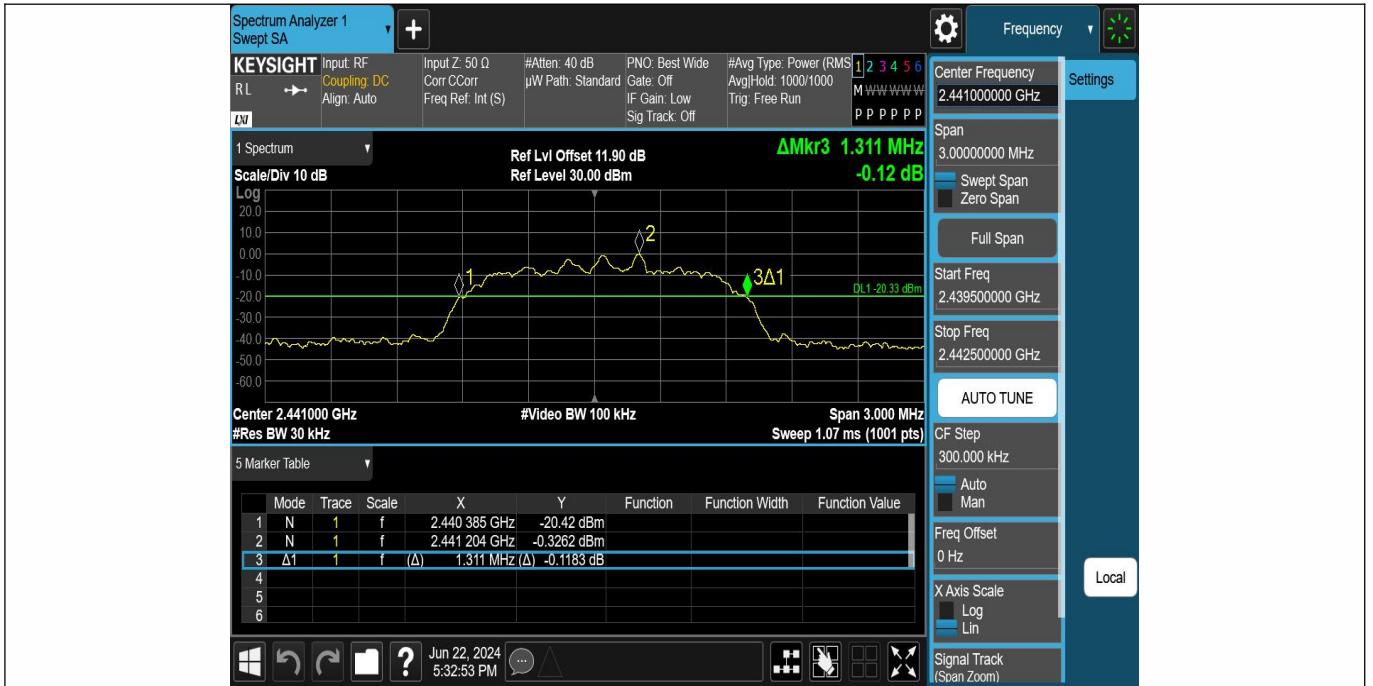 Spectrum Analyzer 1
Swept SA
+
Frequency
KEYSIGHT
RL
LXI
Input: RF
Coupling: DC
Align: Auto
Input Z: 50 Ω
Corr CCorr
Freq Ref: Int (S)
#Atten: 40 dB
µW Path: Standard
PNO: Best Wide
Gate: Off
IF Gain: Low
Sig Track: Off
#Avg Type: Power (RMS
Avg|Hold: 1000/1000
Trig: Free Run
1 2 3 4 5 6
M W W W W W
P P P P P P
1 Spectrum
Scale/Div 10 dB
Ref Lvl Offset 11.90 dB
Ref Level 30.00 dBm
ΔMkr3 1.311 MHz
-0.12 dB
Log
20.0
10.0
0.00
-10.0
-20.0
-30.0
-40.0
-50.0
-60.0
1
2
3Δ1
DL1 -20.33 dBm
Center 2.441000 GHz
#Res BW 30 kHz
#Video BW 100 kHz
Span 3.000 MHz
Sweep 1.07 ms (1001 pts)
5 Marker Table
Mode Trace Scale X Y Function Function Width Function Value
1 N 1 f 2.440 385 GHz -20.42 dBm
2 N 1 f 2.441 204 GHz -0.3262 dBm
3 Δ1 1 f (Δ) 1.311 MHz (Δ) -0.1183 dB
4
5
6
?
Jun 22, 2024
5:32:53 PM
Center Frequency
2.441000000 GHz
Settings
Span
3.00000000 MHz
Swept Span
Zero Span
Full Span
Start Freq
2.439500000 GHz
Stop Freq
2.442500000 GHz
AUTO TUNE
CF Step
300.000 kHz
Auto
Man
Freq Offset
0 Hz
X Axis Scale
Log
Lin
Signal Track
(Span Zoom)
Local